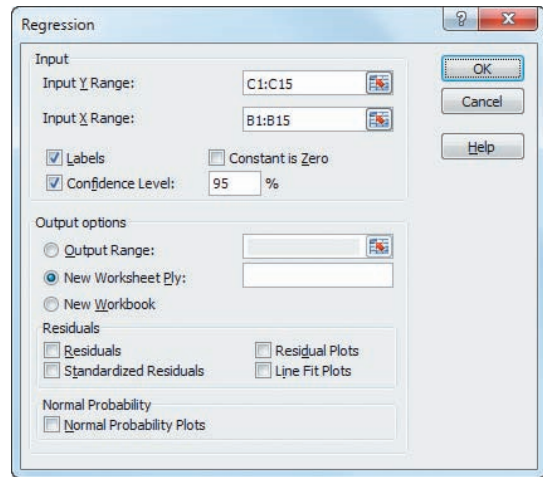 Regression
Input
Input Y Range: C1:C15
Input X Range: B1:B15
Labels Constant is Zero
Confidence Level: 95 %
OK
Cancel
Help
Output options
Output Range:
New Worksheet Ply:
New Workbook
Residuals
Residuals Residual Plots
Standardized Residuals Line Fit Plots
Normal Probability
Normal Probability Plots